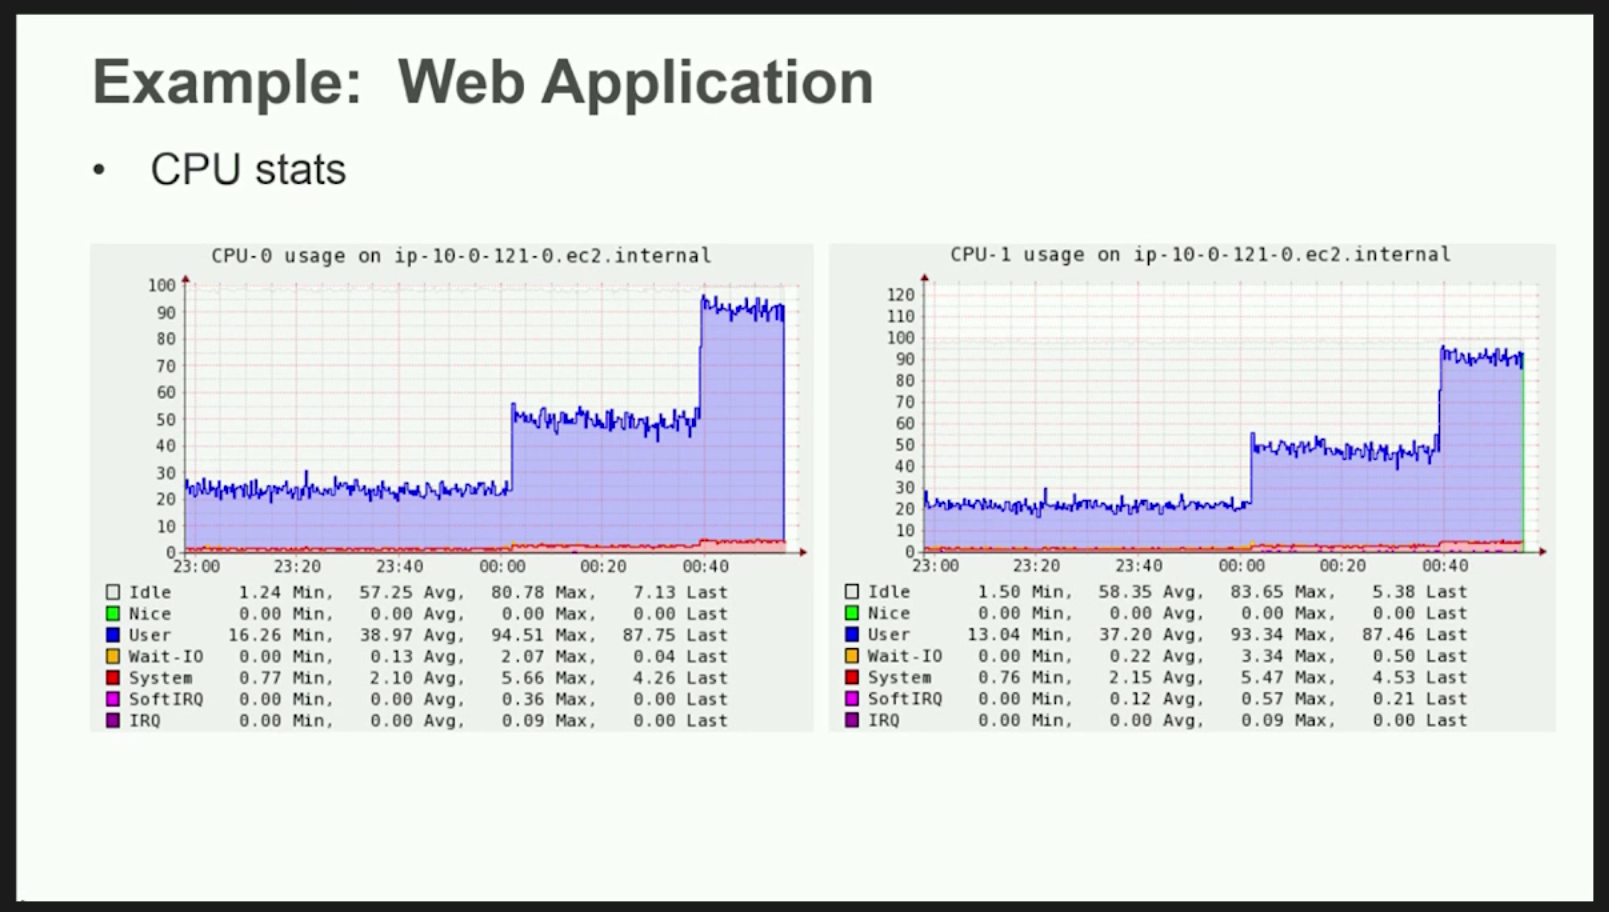 Example: Web Application
• CPU stats
CPU-0 usage on ip-10-0-121-0.ec2.internal
100
90
80
70
60
50
40
30
20
10
0
23:00 23:20 23:40 00:00 00:20 00:40
Idle 1.24 Min, 57.25 Avg, 80.78 Max, 7.13 Last
Nice 0.00 Min, 0.00 Avg, 0.00 Max, 0.00 Last
User 16.26 Min, 38.97 Avg, 94.51 Max, 87.75 Last
Wait-IO 0.00 Min, 0.13 Avg, 2.07 Max, 0.04 Last
System 0.77 Min, 2.10 Avg, 5.66 Max, 4.26 Last
SoftIRQ 0.00 Min, 0.00 Avg, 0.36 Max, 0.00 Last
IRQ 0.00 Min, 0.00 Avg, 0.09 Max, 0.00 Last
CPU-1 usage on ip-10-0-121-0.ec2.internal
120
110
100
90
80
70
60
50
40
30
20
10
0
23:00 23:20 23:40 00:00 00:20 00:40
Idle 1.50 Min, 58.35 Avg, 83.65 Max, 5.38 Last
Nice 0.00 Min, 0.00 Avg, 0.00 Max, 0.00 Last
User 13.04 Min, 37.20 Avg, 93.34 Max, 87.46 Last
Wait-IO 0.00 Min, 0.22 Avg, 3.34 Max, 0.50 Last
System 0.76 Min, 2.15 Avg, 5.47 Max, 4.53 Last
SoftIRQ 0.00 Min, 0.12 Avg, 0.57 Max, 0.21 Last
IRQ 0.00 Min, 0.00 Avg, 0.09 Max, 0.00 Last